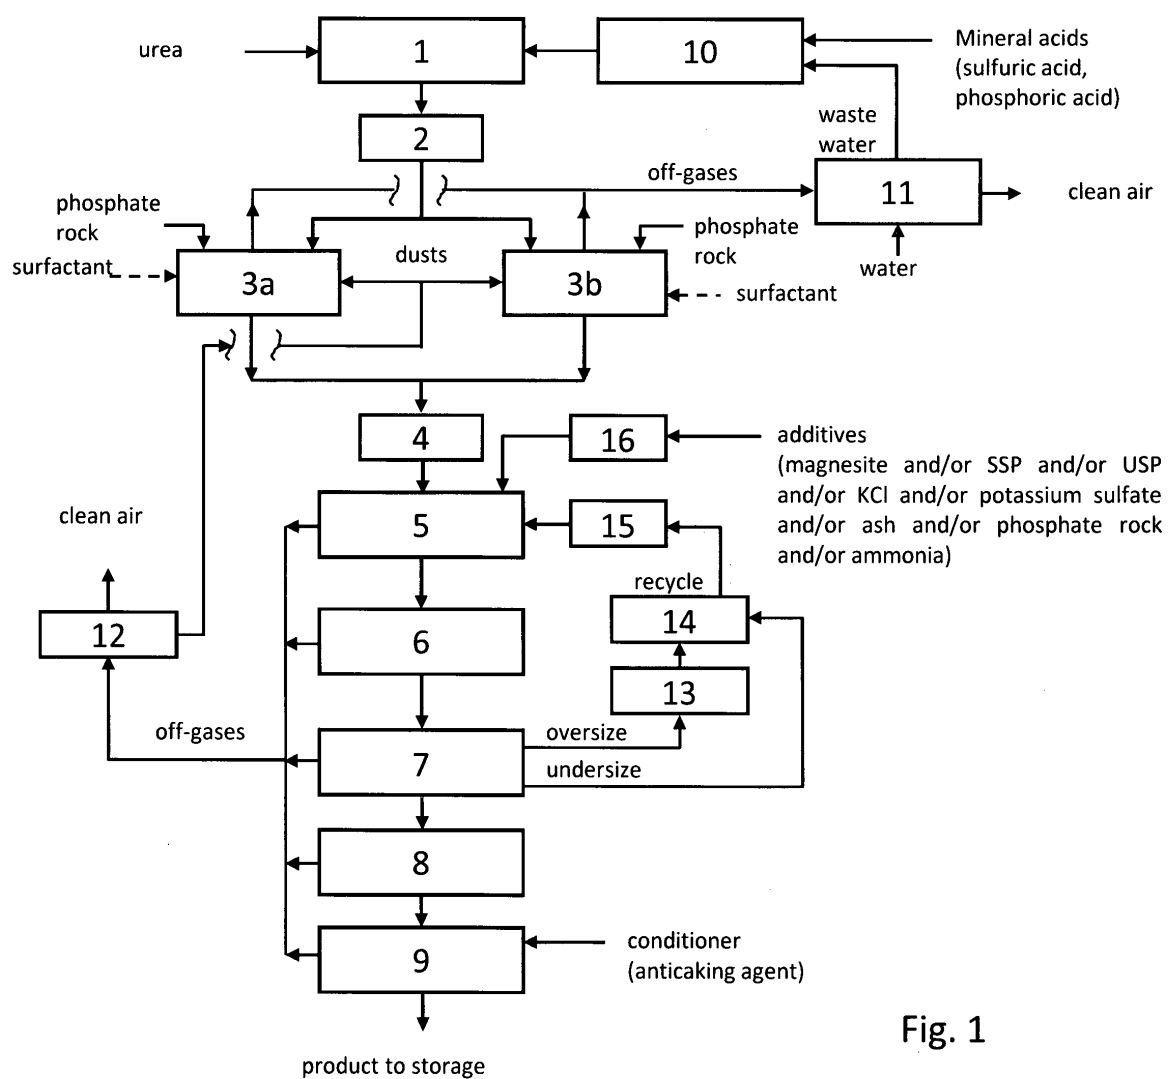 urea
1
10
Mineral acids
(sulfuric acid,
phosphoric acid)
2
waste
water
off-gases
11
clean air
phosphate
rock
surfactant
3a
dusts
3b
phosphate
rock
water
surfactant
4
16
additives
(magnesite and/or SSP and/or USP
and/or KCl and/or potassium sulfate
and/or ash and/or phosphate rock
and/or ammonia)
clean air
5
15
recycle
12
6
14
13
off-gases
7
oversize
undersize
8
9
conditioner
(anticaking agent)
Fig. 1
product to storage